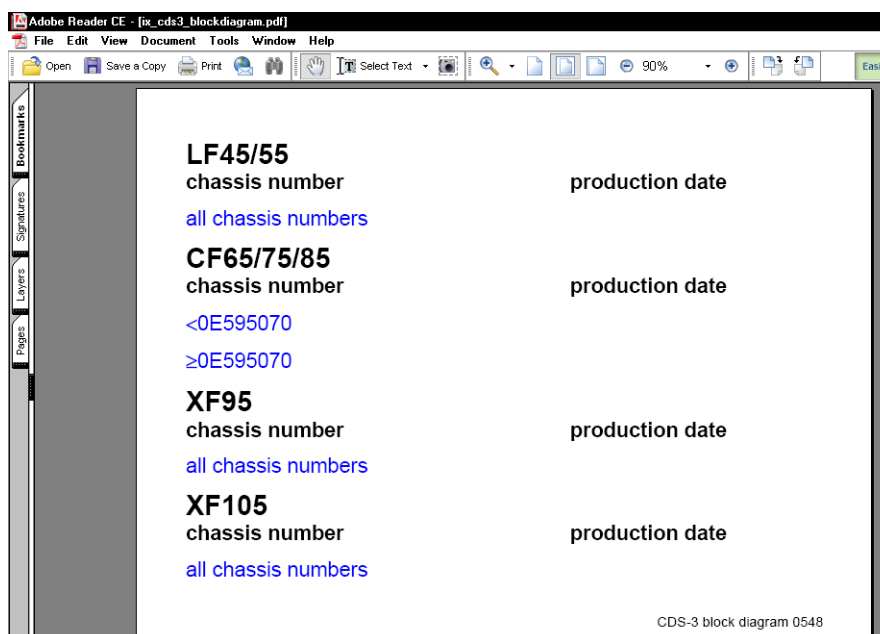 Adobe Reader CE - [ix_cds3_blockdiagram.pdf]
File Edit View Document Tools Window Help
Open Save a Copy Print Select Text 90% Easi
Bookmarks
Signatures
Layers
Pages
LF45/55
chassis number production date
all chassis numbers
CF65/75/85
chassis number production date
<0E595070
≥0E595070
XF95
chassis number production date
all chassis numbers
XF105
chassis number production date
all chassis numbers
CDS-3 block diagram 0548